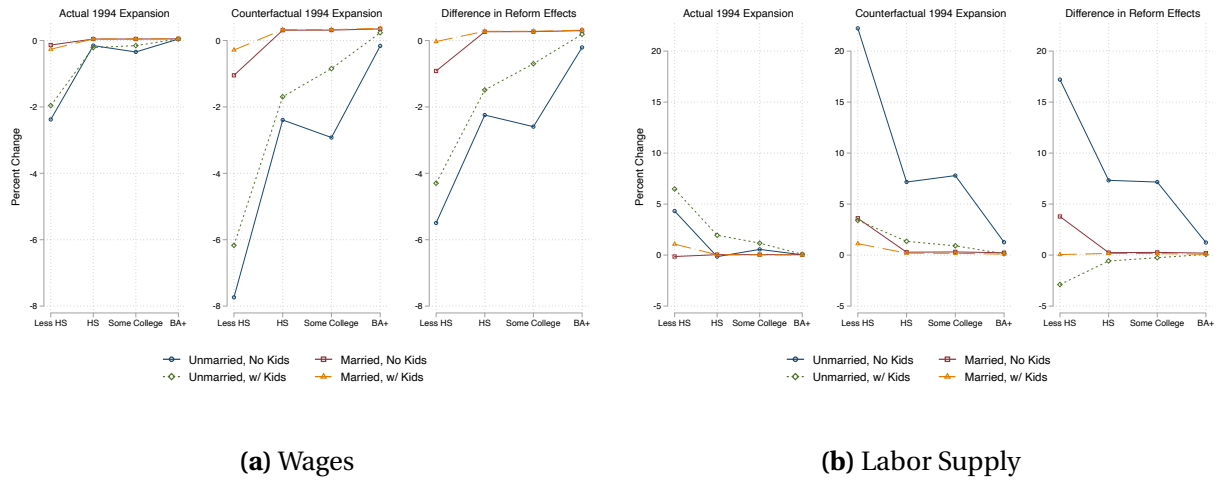 Actual 1994 Expansion
Counterfactual 1994 Expansion
Difference in Reform Effects
Percent Change
0
-2
-4
-6
-8
Less HS HS Some College BA+
0
-2
-4
-6
-8
Less HS HS Some College BA+
0
-2
-4
-6
-8
Less HS HS Some College BA+
Unmarried, No Kids Married, No Kids
Unmarried, w/ Kids Married, w/ Kids
(a) Wages
Actual 1994 Expansion
Counterfactual 1994 Expansion
Difference in Reform Effects
Percent Change
20
15
10
5
0
-5
Less HS HS Some College BA+
20
15
10
5
0
-5
Less HS HS Some College BA+
20
15
10
5
0
-5
Less HS HS Some College BA+
Unmarried, No Kids Married, No Kids
Unmarried, w/ Kids Married, w/ Kids
(b) Labor Supply